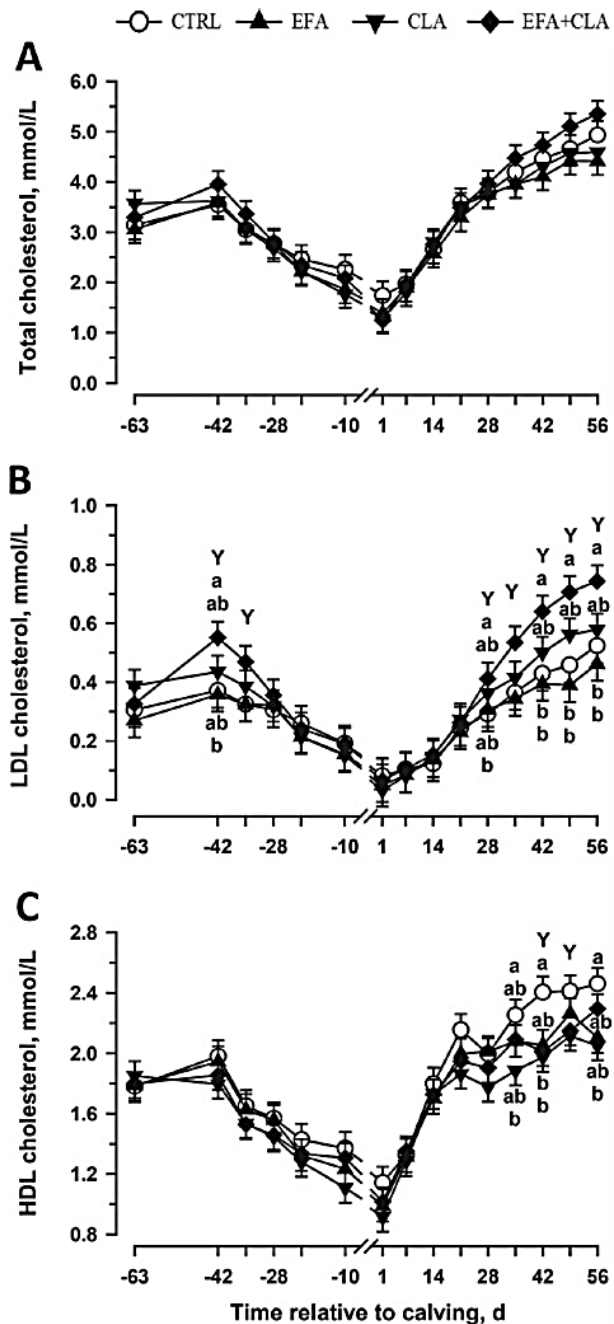 CTRL EFA CLA EFA+CLA
A
Total cholesterol, mmol/L
6.0
5.0
4.0
3.0
2.0
1.0
0.0
-63 -42 -28 -10 1 14 28 42 56
B
LDL cholesterol, mmol/L
1.0
0.8
0.6
0.4
0.2
0.0
Y
a
ab
Y
ab
b
Y
a
ab
Y
Y
a
ab
Y
a
ab
Y
a
ab
ab
b
b
b
b
b
b
b
-63 -42 -28 -10 1 14 28 42 56
C
HDL cholesterol, mmol/L
2.8
2.4
2.0
1.6
1.2
0.8
a
ab
Y
a
ab
Y
a
ab
ab
b
b
b
ab
b
-63 -42 -28 -10 1 14 28 42 56
Time relative to calving, d